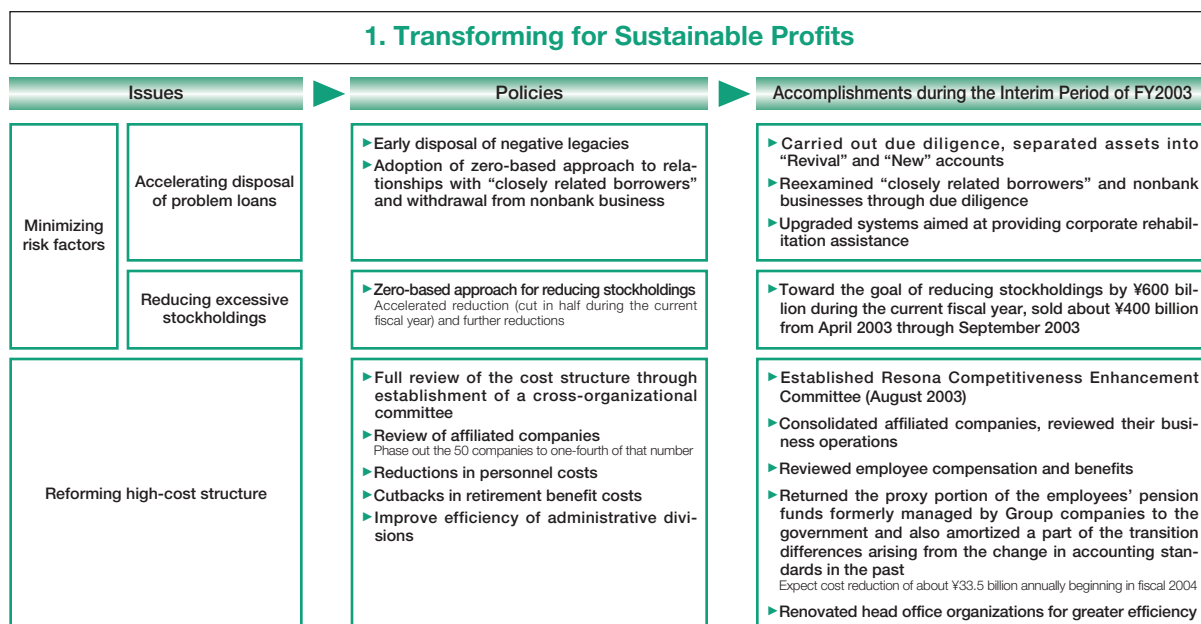 1. Transforming for Sustainable Profits
Issues
Policies
Accomplishments during the Interim Period of FY2003
Minimizing
risk factors
Accelerating disposal
of problem loans
►Early disposal of negative legacies
►Adoption of zero-based approach to rela-
tionships with “closely related borrowers”
and withdrawal from nonbank business
►Carried out due diligence, separated assets into
“Revival” and “New” accounts
►Reexamined “closely related borrowers” and nonbank
businesses through due diligence
►Upgraded systems aimed at providing corporate rehabil-
itation assistance
Reducing excessive
stockholdings
►Zero-based approach for reducing stockholdings
Accelerated reduction (cut in half during the current
fiscal year) and further reductions
►Toward the goal of reducing stockholdings by ¥600 bil-
lion during the current fiscal year, sold about ¥400 billion
from April 2003 through September 2003
Reforming high-cost structure
►Full review of the cost structure through
establishment of a cross-organizational
committee
►Review of affiliated companies
Phase out the 50 companies to one-fourth of that number
►Reductions in personnel costs
►Cutbacks in retirement benefit costs
►Improve efficiency of administrative divi-
sions
►Established Resona Competitiveness Enhancement
Committee (August 2003)
►Consolidated affiliated companies, reviewed their busi-
ness operations
►Reviewed employee compensation and benefits
►Returned the proxy portion of the employees’ pension
funds formerly managed by Group companies to the
government and also amortized a part of the transition
differences arising from the change in accounting stan-
dards in the past
Expect cost reduction of about ¥33.5 billion annually beginning in fiscal 2004
►Renovated head office organizations for greater efficiency